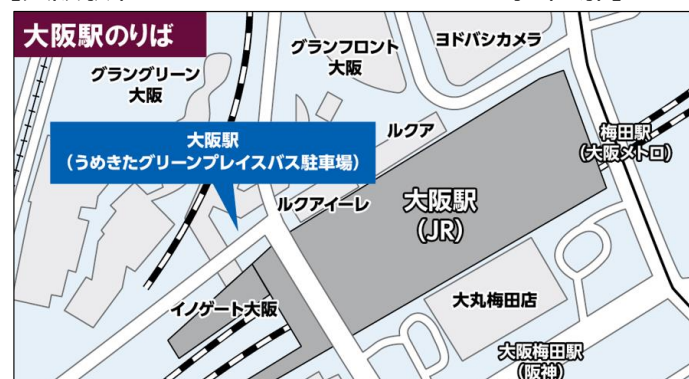 大阪駅のりば
グランフロント
大阪
ヨドバシカメラ
グラングリーン
大阪
大阪駅
（うめきたグリーンプレイスバス駐車場）
ルクア
梅田駅
（大阪メトロ）
ルクアイーレ
大阪駅
（JR）
イノゲート大阪
大丸梅田店
大阪梅田駅
（阪神）